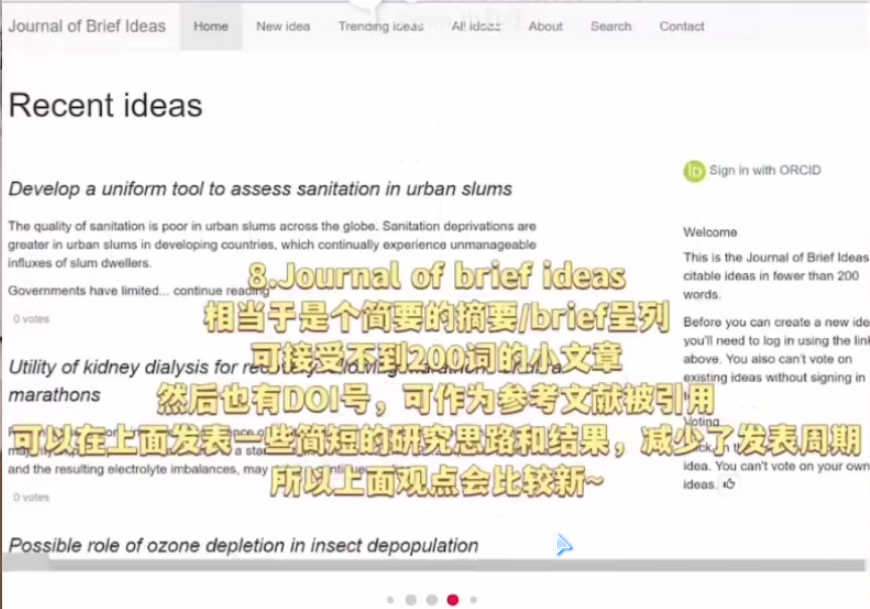 Journal of Brief Ideas Home New idea Trending ideas All ideas About Search Contact
Recent ideas
Sign in with ORCID
Develop a uniform tool to assess sanitation in urban slums
The quality of sanitation is poor in urban slums across the globe. Sanitation deprivations are
greater in urban slums in developing countries, which continually experience unmanageable
influxes of slum dwellers.
Governments have limited... continue reading
0 votes
Welcome
This is the Journal of Brief Ideas
citable ideas in fewer than 200
words.
Before you can create a new ide
you'll need to log in using the link
above. You also can't vote on
existing ideas without signing in
8.Journal of brief ideas
相当于是个简要的摘要/brief呈列
可接受不到200词的小文章
然后也有DOI号，可作为参考文献被引用
可以在上面发表一些简短的研究思路和结果，减少了发表周期
所以上面观点会比较新~
Utility of kidney dialysis for
marathons
and the resulting electrolyte imbalances, may
0 votes
Voting
idea. You can't vote on your own
ideas.
Possible role of ozone depletion in insect depopulation